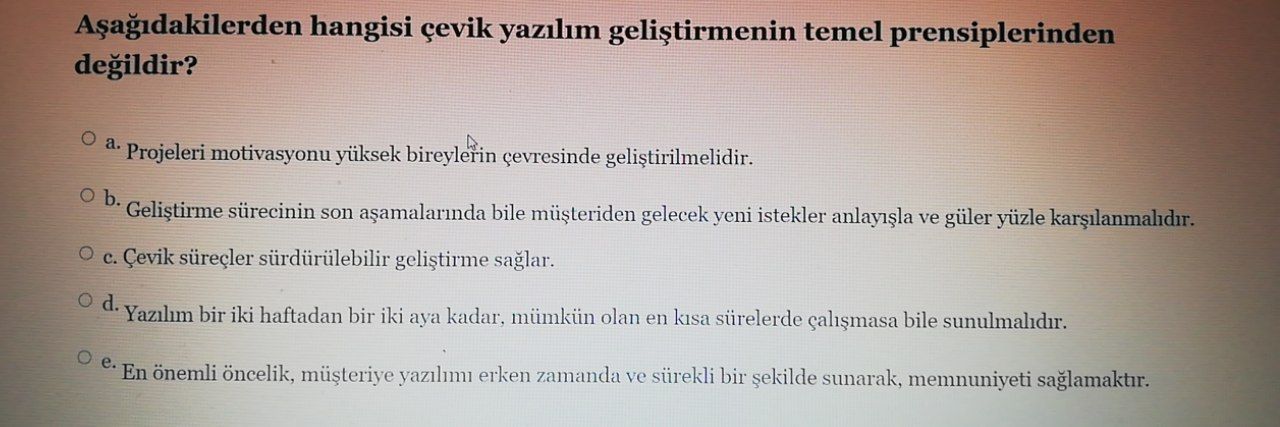 Aşağıdakilerden hangisi çevik yazılım geliştirmenin temel prensiplerinden
değildir?
a. Projeleri motivasyonu yüksek bireylerin çevresinde geliştirilmelidir.
b. Geliştirme sürecinin son aşamalarında bile müşteriden gelecek yeni istekler anlayışla ve güler yüzle karşılanmalıdır.
c. Çevik süreçler sürdürülebilir geliştirme sağlar.
d. Yazılım bir iki haftadan bir iki aya kadar, mümkün olan en kısa sürelerde çalışmasa bile sunulmalıdır.
e. En önemli öncelik, müşteriye yazılımı erken zamanda ve sürekli bir şekilde sunarak, memnuniyeti sağlamaktır.